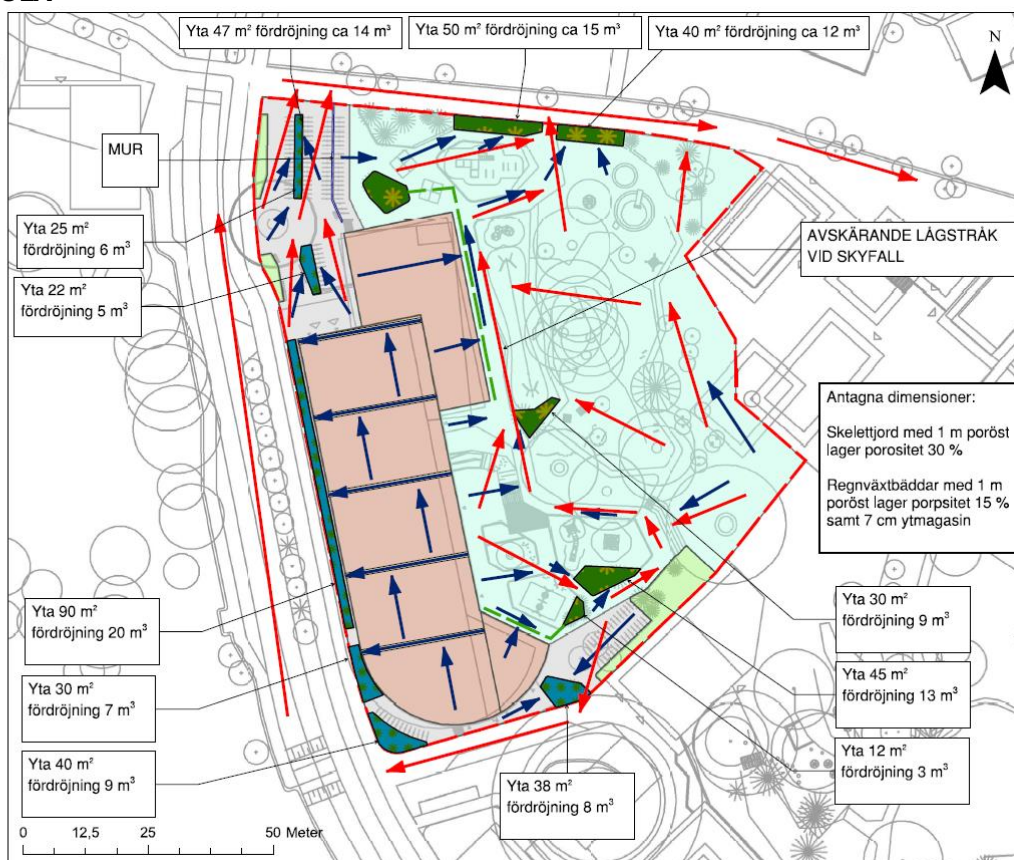 Yta 47 m² fördröjning ca 14 m³
Yta 50 m² fördröjning ca 15 m³
Yta 40 m² fördröjning ca 12 m³
N
MUR
Yta 25 m²
fördröjning 6 m³
Yta 22 m²
fördröjning 5 m³
AVSKÄRANDE LÅGSTRÅK
VID SKYFALL
Antagna dimensioner:
Skelettjord med 1 m poröst
lager porositet 30 %
Regnväxtbäddar med 1 m
poröst lager porpsitet 15 %
samt 7 cm ytmagasin
Yta 90 m²
fördröjning 20 m³
Yta 30 m²
fördröjning 7 m³
Yta 40 m²
fördröjning 9 m³
Yta 38 m²
fördröjning 8 m³
Yta 30 m²
fördröjning 9 m³
Yta 45 m²
fördröjning 13 m³
Yta 12 m²
fördröjning 3 m³
0 12,5 25 50 Meter